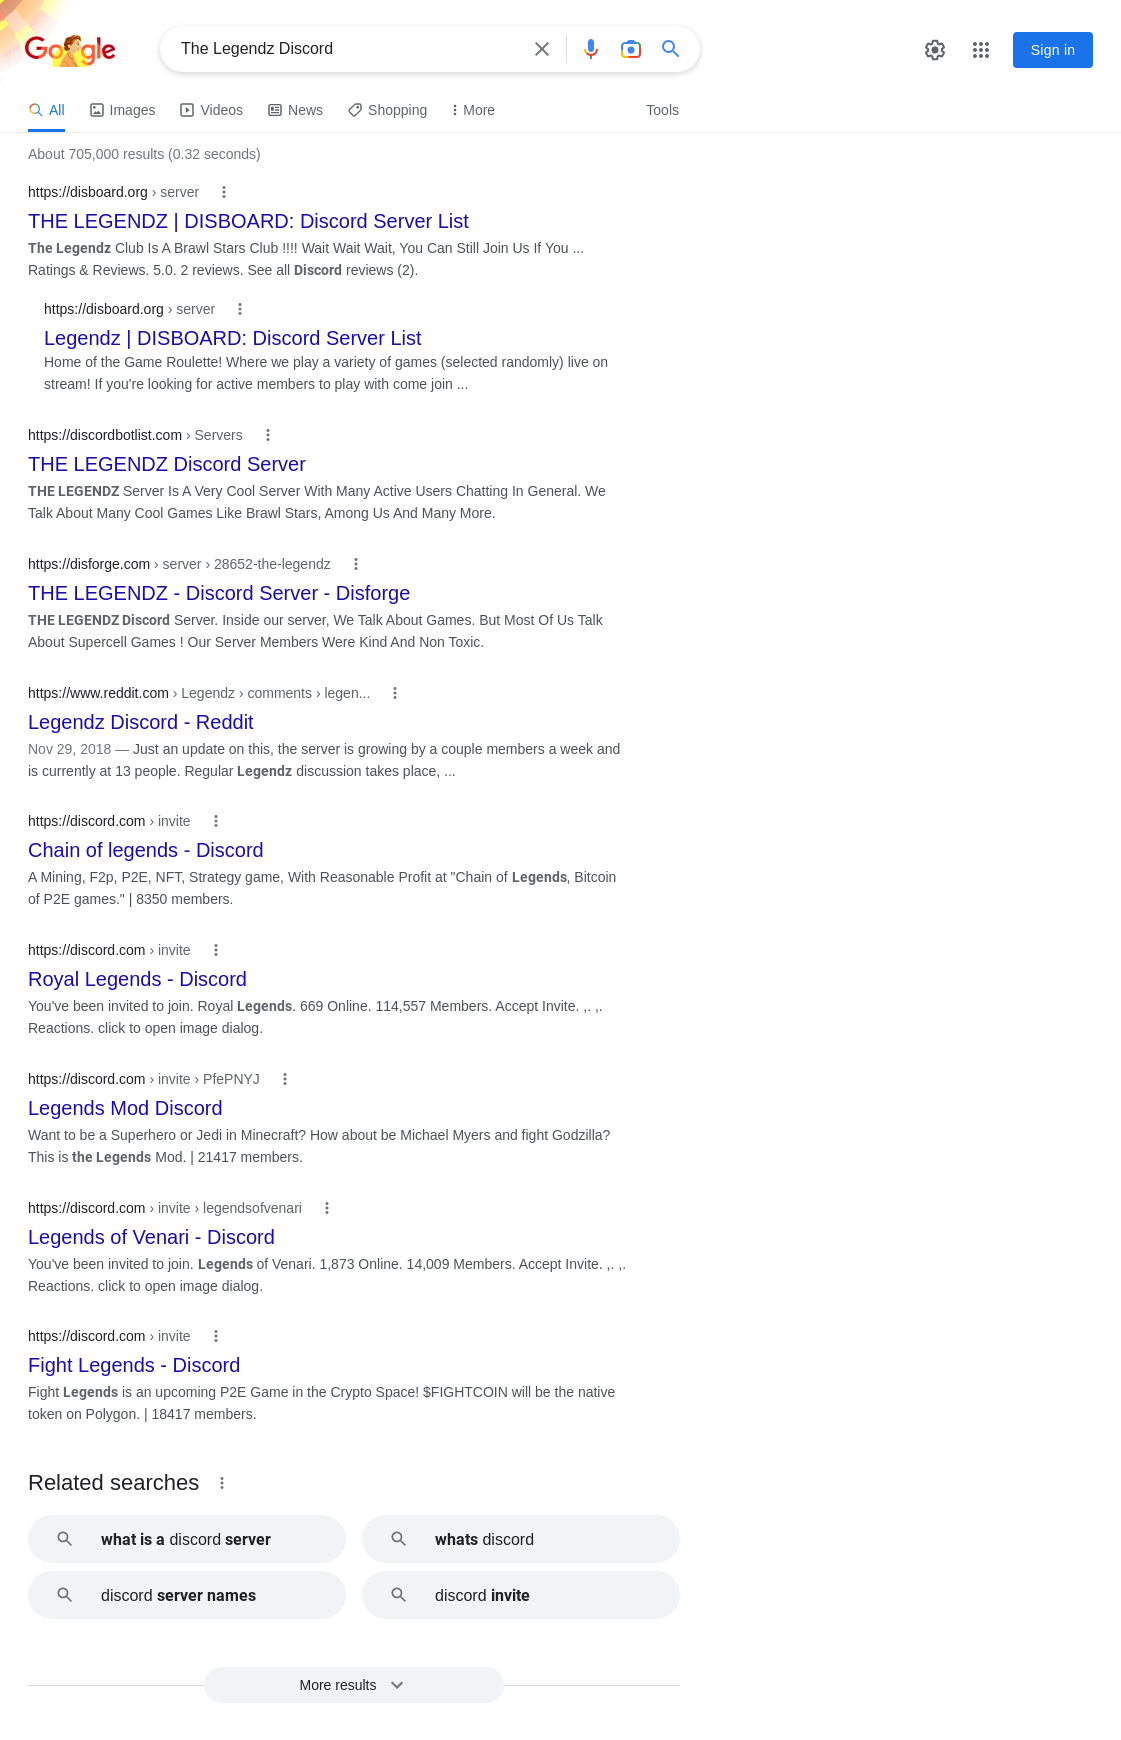 Google
The Legendz Discord
Sign in
All
Images
Videos
News
Shopping
More
Tools
About 705,000 results (0.32 seconds)
https://disboard.org › server
THE LEGENDZ | DISBOARD: Discord Server List
The Legendz Club Is A Brawl Stars Club !!!! Wait Wait Wait, You Can Still Join Us If You ...
Ratings & Reviews. 5.0. 2 reviews. See all Discord reviews (2).
https://disboard.org › server
Legendz | DISBOARD: Discord Server List
Home of the Game Roulette! Where we play a variety of games (selected randomly) live on
stream! If you're looking for active members to play with come join ...
https://discordbotlist.com › Servers
THE LEGENDZ Discord Server
THE LEGENDZ Server Is A Very Cool Server With Many Active Users Chatting In General. We
Talk About Many Cool Games Like Brawl Stars, Among Us And Many More.
https://disforge.com › server › 28652-the-legendz
THE LEGENDZ - Discord Server - Disforge
THE LEGENDZ Discord Server. Inside our server, We Talk About Games. But Most Of Us Talk
About Supercell Games ! Our Server Members Were Kind And Non Toxic.
https://www.reddit.com › Legendz › comments › legen...
Legendz Discord - Reddit
Nov 29, 2018 — Just an update on this, the server is growing by a couple members a week and
is currently at 13 people. Regular Legendz discussion takes place, ...
https://discord.com › invite
Chain of legends - Discord
A Mining, F2p, P2E, NFT, Strategy game, With Reasonable Profit at "Chain of Legends, Bitcoin
of P2E games." | 8350 members.
https://discord.com › invite
Royal Legends - Discord
You've been invited to join. Royal Legends. 669 Online. 114,557 Members. Accept Invite. ,. ,.
Reactions. click to open image dialog.
https://discord.com › invite › PfePNYJ
Legends Mod Discord
Want to be a Superhero or Jedi in Minecraft? How about be Michael Myers and fight Godzilla?
This is the Legends Mod. | 21417 members.
https://discord.com › invite › legendsofvenari
Legends of Venari - Discord
You've been invited to join. Legends of Venari. 1,873 Online. 14,009 Members. Accept Invite. ,. ,.
Reactions. click to open image dialog.
https://discord.com › invite
Fight Legends - Discord
Fight Legends is an upcoming P2E Game in the Crypto Space! $FIGHTCOIN will be the native
token on Polygon. | 18417 members.
Related searches
what is a discord server
whats discord
discord server names
discord invite
More results